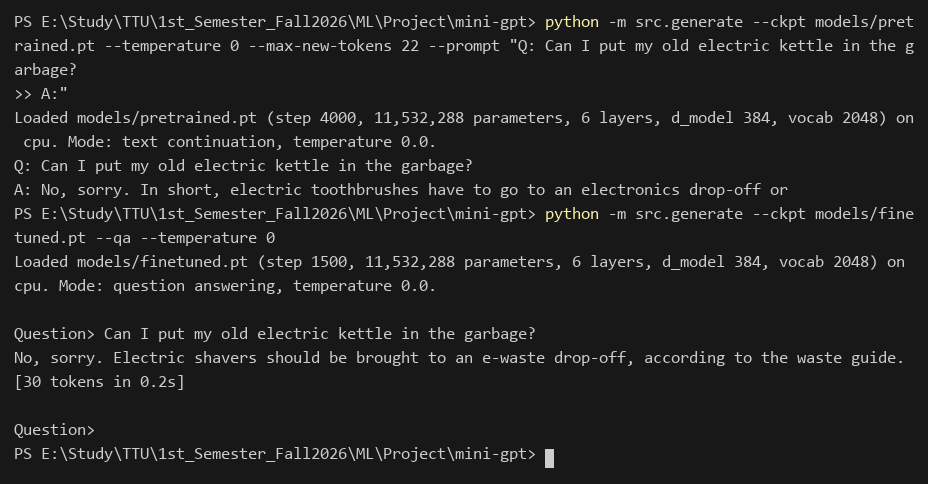 PS E:\Study\TTU\1st_Semester_Fall2026\ML\Project\mini-gpt> python -m src.generate --ckpt models/pret
rained.pt --temperature 0 --max-new-tokens 22 --prompt "Q: Can I put my old electric kettle in the g
arbage?
>> A:"
Loaded models/pretrained.pt (step 4000, 11,532,288 parameters, 6 layers, d_model 384, vocab 2048) on
 cpu. Mode: text continuation, temperature 0.0.
Q: Can I put my old electric kettle in the garbage?
A: No, sorry. In short, electric toothbrushes have to go to an electronics drop-off or
PS E:\Study\TTU\1st_Semester_Fall2026\ML\Project\mini-gpt> python -m src.generate --ckpt models/fine
tuned.pt --qa --temperature 0
Loaded models/finetuned.pt (step 1500, 11,532,288 parameters, 6 layers, d_model 384, vocab 2048) on
cpu. Mode: question answering, temperature 0.0.

Question> Can I put my old electric kettle in the garbage?
No, sorry. Electric shavers should be brought to an e-waste drop-off, according to the waste guide.
[30 tokens in 0.2s]

Question>
PS E:\Study\TTU\1st_Semester_Fall2026\ML\Project\mini-gpt>